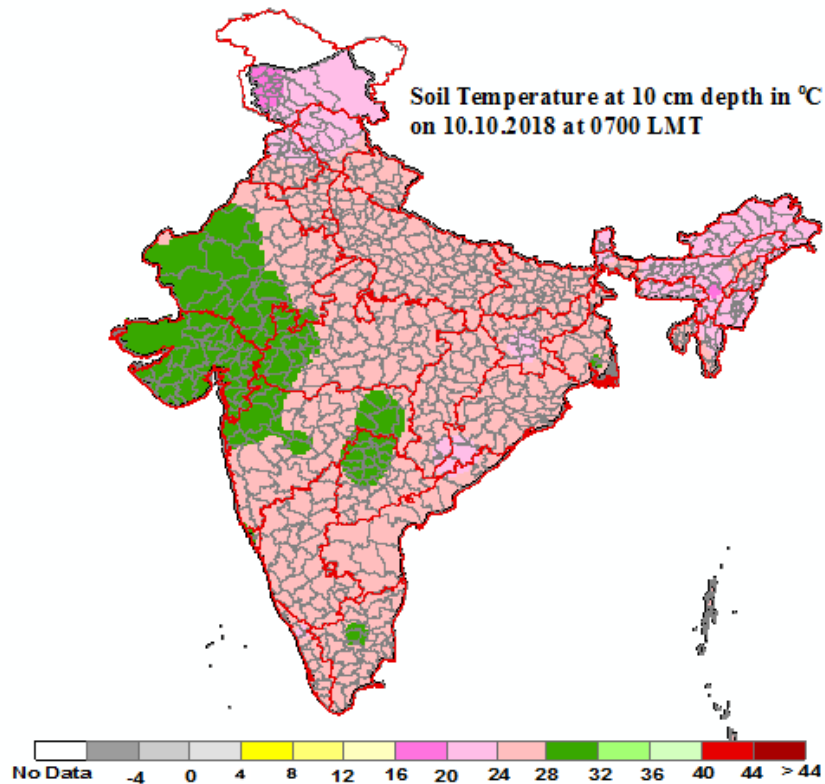 Soil Temperature at 10 cm depth in °C
on 10.10.2018 at 0700 LMT
No Data -4 0 4 8 12 16 20 24 28 32 36 40 44 > 44